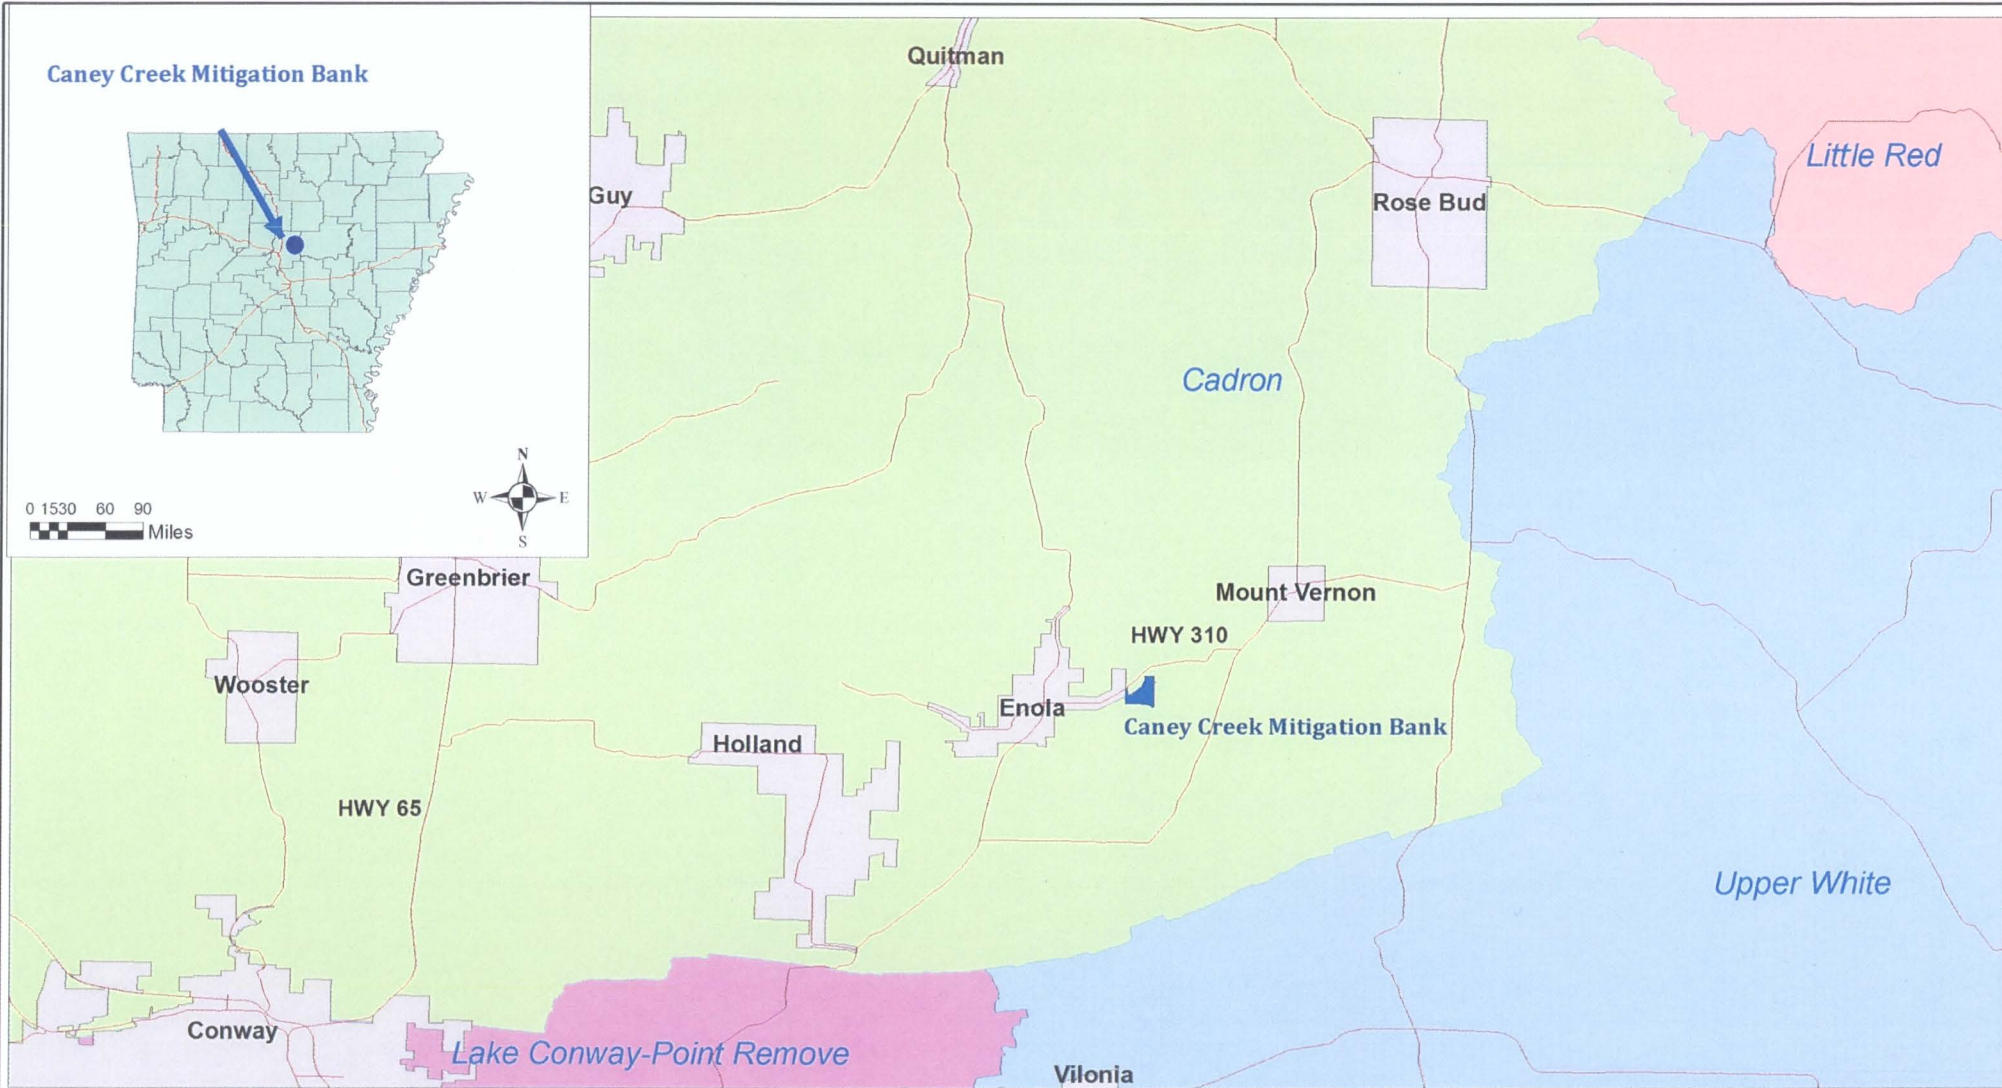 Caney Creek Mitigation Bank
N
W
E
S
0 1530 60 90
Miles
Quitman
Guy
Rose Bud
Little Red
Cadron
Greenbrier
Mount Vernon
HWY 310
Wooster
Enola
Caney Creek Mitigation Bank
Holland
HWY 65
Upper White
Conway
Lake Conway-Point Remove
Vilonia